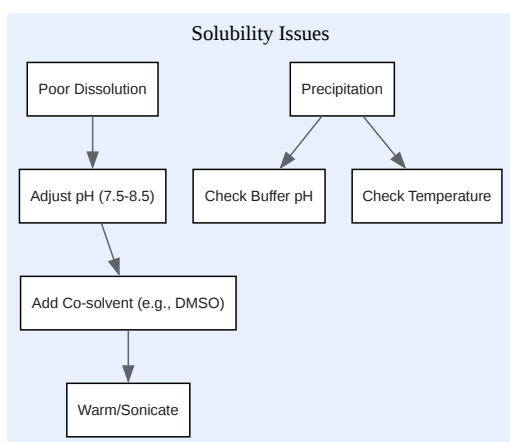 Solubility Issues
Poor Dissolution
Precipitation
Adjust pH (7.5-8.5)
Check Buffer pH
Check Temperature
Add Co-solvent (e.g., DMSO)
Warm/Sonicate